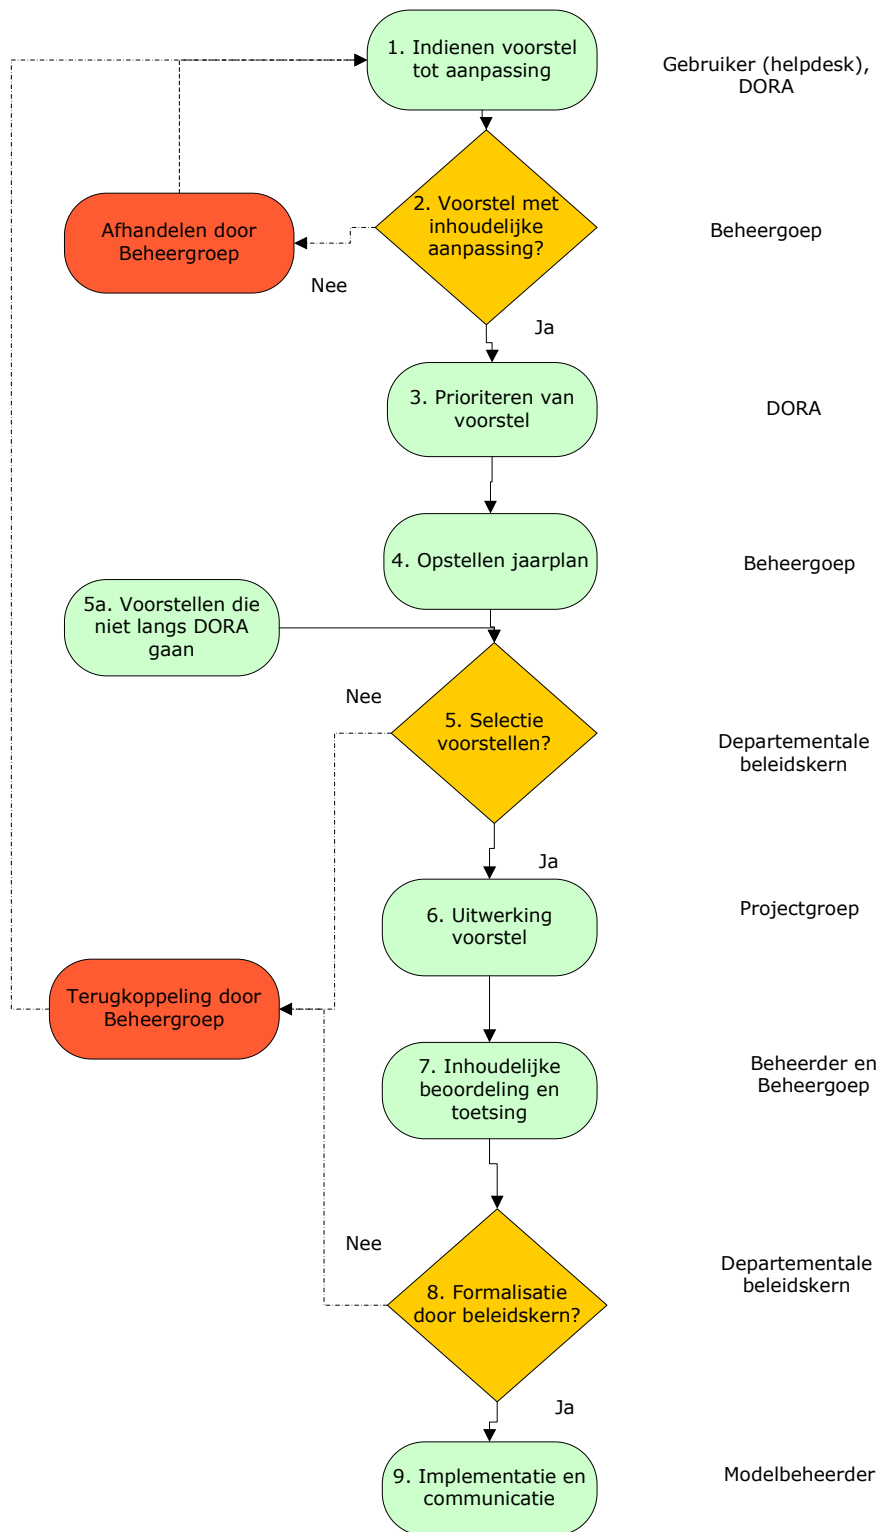 1. Indienen voorstel
tot aanpassing
Gebruiker (helpdesk),
DORA
2. Voorstel met
inhoudelijke
aanpassing?
Afhandelen door
Beheergroep
Beheergoep
Nee
Ja
3. Prioriteren van
voorstel
DORA
4. Opstellen jaarplan
Beheergoep
5a. Voorstellen die
niet langs DORA
gaan
Nee
5. Selectie
voorstellen?
Departementale
beleidskern
Ja
6. Uitwerking
voorstel
Projectgroep
Terugkoppeling door
Beheergroep
7. Inhoudelijke
beoordeling en
toetsing
Beheerder en
Beheergoep
Nee
8. Formalisatie
door beleidskern?
Departementale
beleidskern
Ja
9. Implementatie en
communicatie
Modelbeheerder